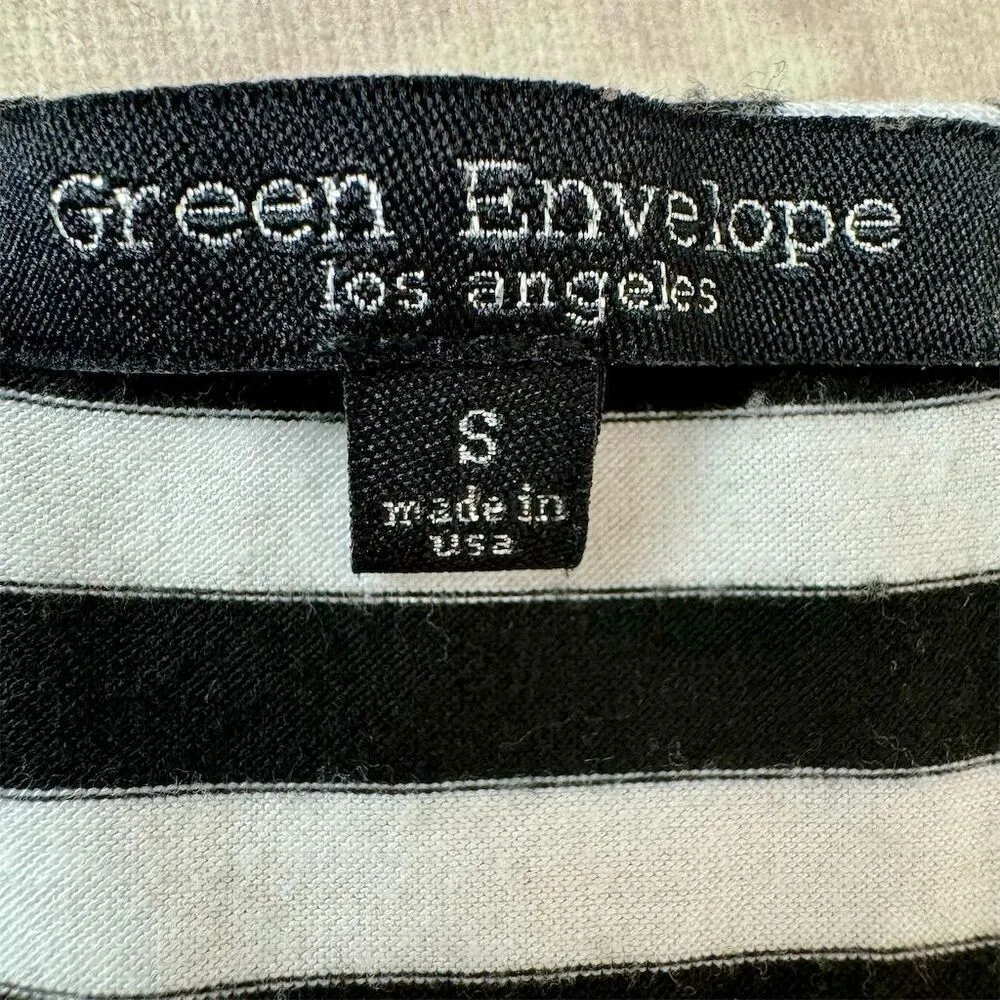 Green Envelope
los angeles
S
made in
usa